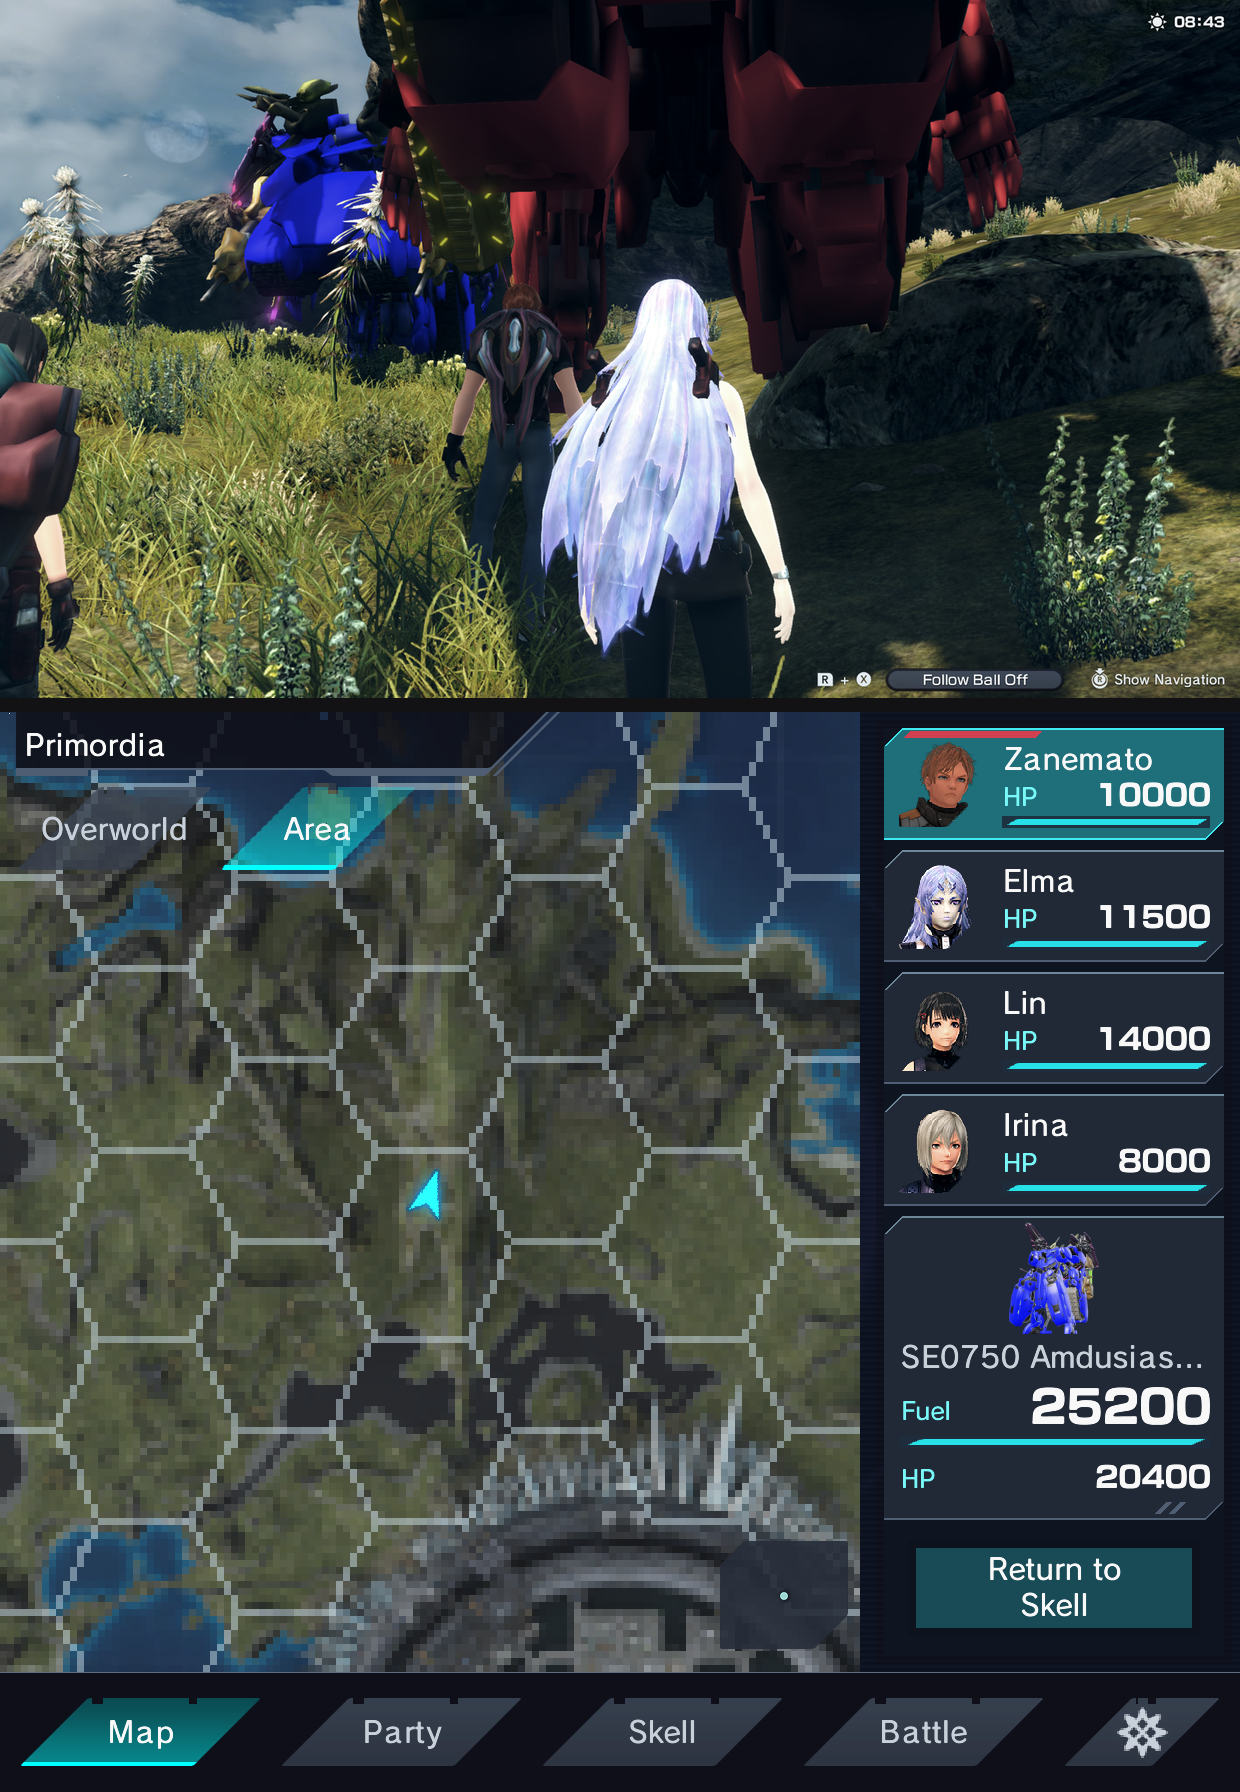 08:43
R + X Follow Ball Off R Show Navigation
Primordia
Overworld
Area
Zanemato
HP 10000
Elma
HP 11500
Lin
HP 14000
Irina
HP 8000
SE0750 Amdusias...
Fuel 25200
HP 20400
Return to
Skell
Map
Party
Skell
Battle